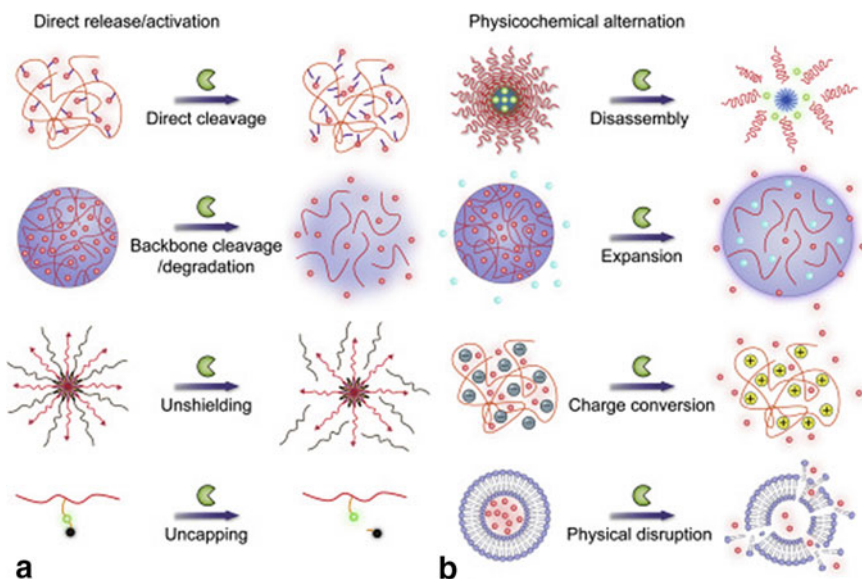 Direct release/activation
Direct cleavage
Backbone cleavage
/degradation
Unshielding
Uncapping
a
Physicochemical alternation
Disassembly
Expansion
Charge conversion
Physical disruption
b